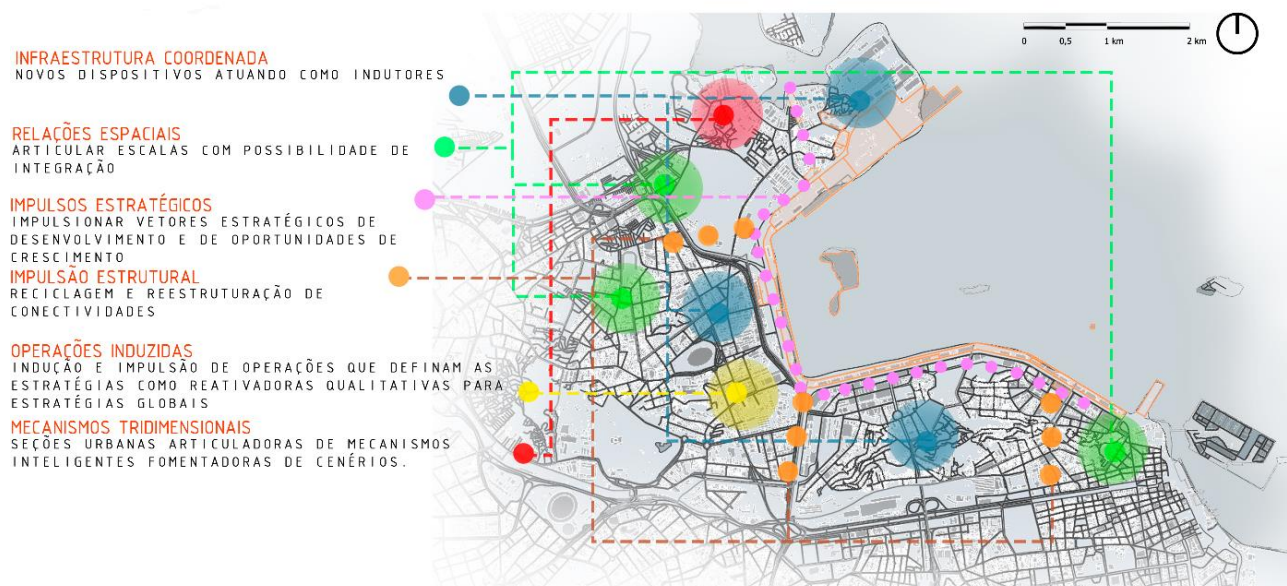 0 0,5 1 km 2 km
INFRAESTRUTURA COORDENADA
NOVOS DISPOSITIVOS ATUANDO COMO INDUTORES
RELAÇÕES ESPACIAIS
ARTICULAR ESCALAS COM POSSIBILIDADE DE
INTEGRAÇÃO
IMPULSOS ESTRATÉGICOS
IMPULSIONAR VETORES ESTRATÉGICOS DE
DESENVOLVIMENTO E DE OPORTUNIDADES DE
CRESCIMENTO
IMPULSÃO ESTRUTURAL
RECICLAGEM E REESTRUTURAÇÃO DE
CONECTIVIDADES
OPERAÇÕES INDUZIDAS
INDUÇÃO E IMPULSÃO DE OPERAÇÕES QUE DEFINAM AS
ESTRATÉGIAS COMO REATIVADORAS QUALITATIVAS PARA
ESTRATÉGIAS GLOBAIS
MECANISMOS TRIDIMENSIONAIS
SEÇÕES URBANAS ARTICULADORAS DE MECANISMOS
INTELIGENTES FOMENTADORAS DE CENÉRIOS.